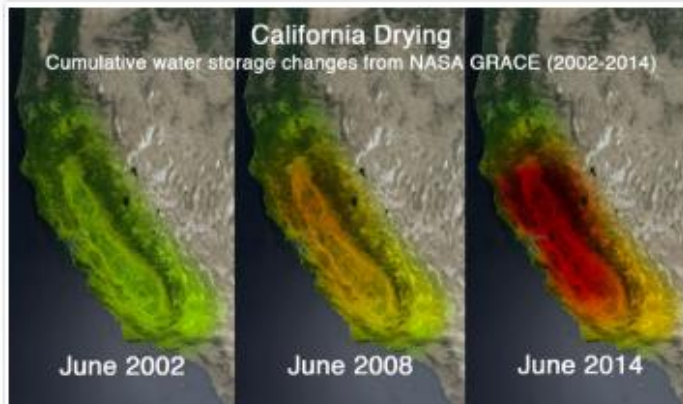 California Drying
Cumulative water storage changes from NASA GRACE (2002-2014)
June 2002
June 2008
June 2014